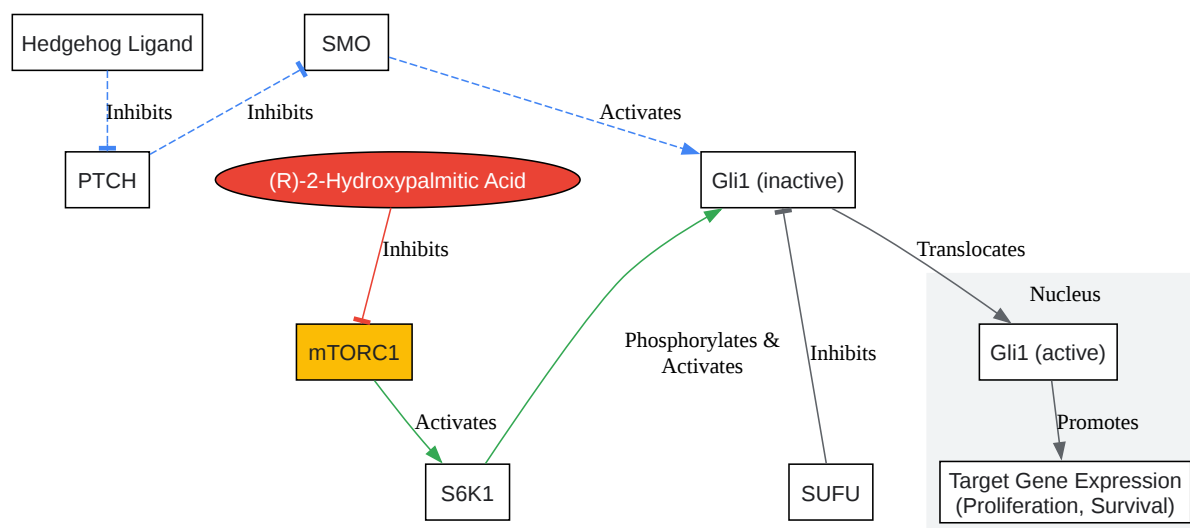 Hedgehog Ligand
SMO
Inhibits
Inhibits
Activates
PTCH
(R)-2-Hydroxypalmitic Acid
Gli1 (inactive)
Inhibits
Translocates
Nucleus
mTORC1
Phosphorylates &
Activates
Inhibits
Gli1 (active)
Activates
Promotes
S6K1
SUFU
Target Gene Expression
(Proliferation, Survival)